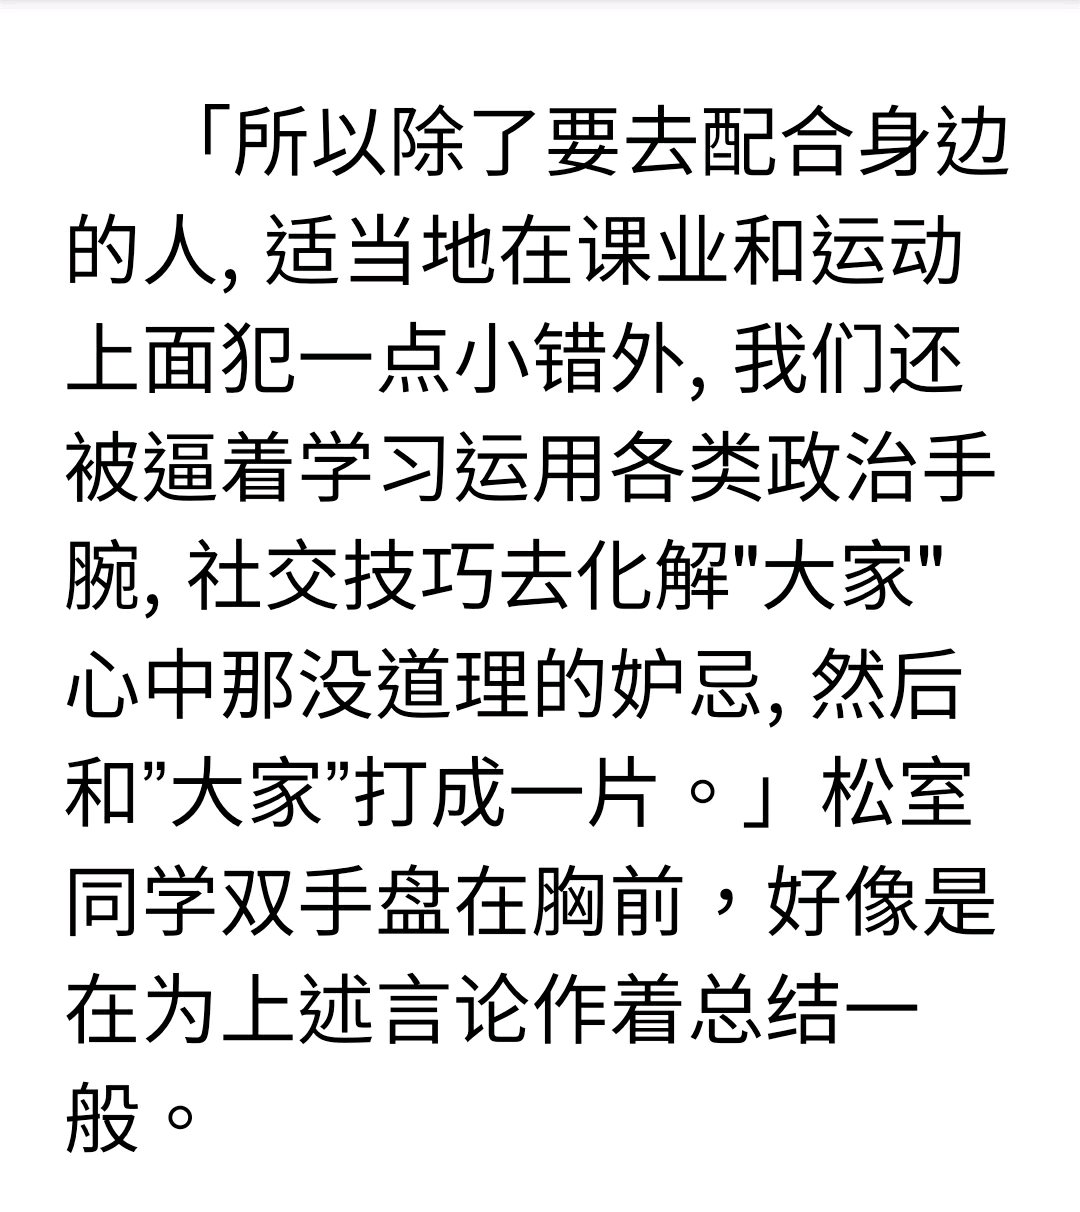 「所以除了要去配合身边
的人, 适当地在课业和运动
上面犯一点小错外, 我们还
被逼着学习运用各类政治手
腕, 社交技巧去化解"大家"
心中那没道理的妒忌, 然后
和”大家”打成一片。」松室
同学双手盘在胸前，好像是
在为上述言论作着总结一
般。